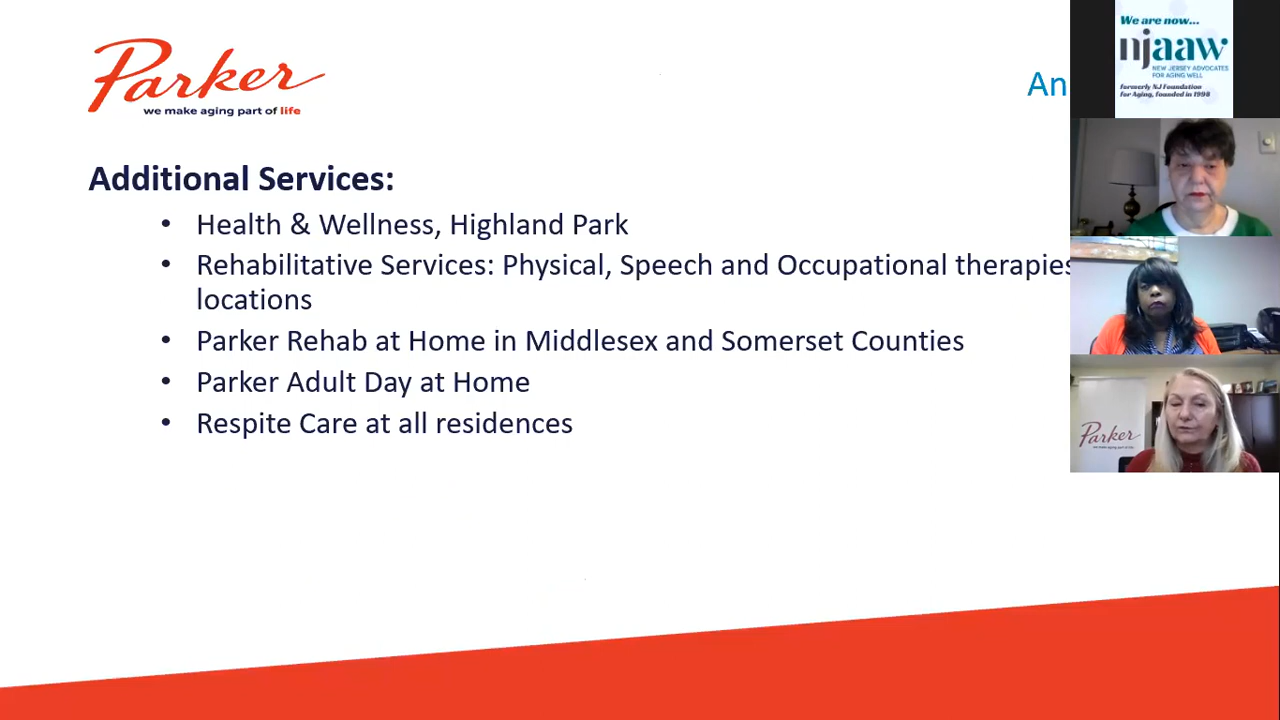 Parker
we make aging part of life
An
Additional Services:
• Health & Wellness, Highland Park
• Rehabilitative Services: Physical, Speech and Occupational therapies
locations
• Parker Rehab at Home in Middlesex and Somerset Counties
• Parker Adult Day at Home
• Respite Care at all residences
We are now...
njaaw
NEW JERSEY ADVOCATES
FOR AGING WELL
formerly NJ Foundation
for Aging, founded in 1998
Parker
we make aging part of life